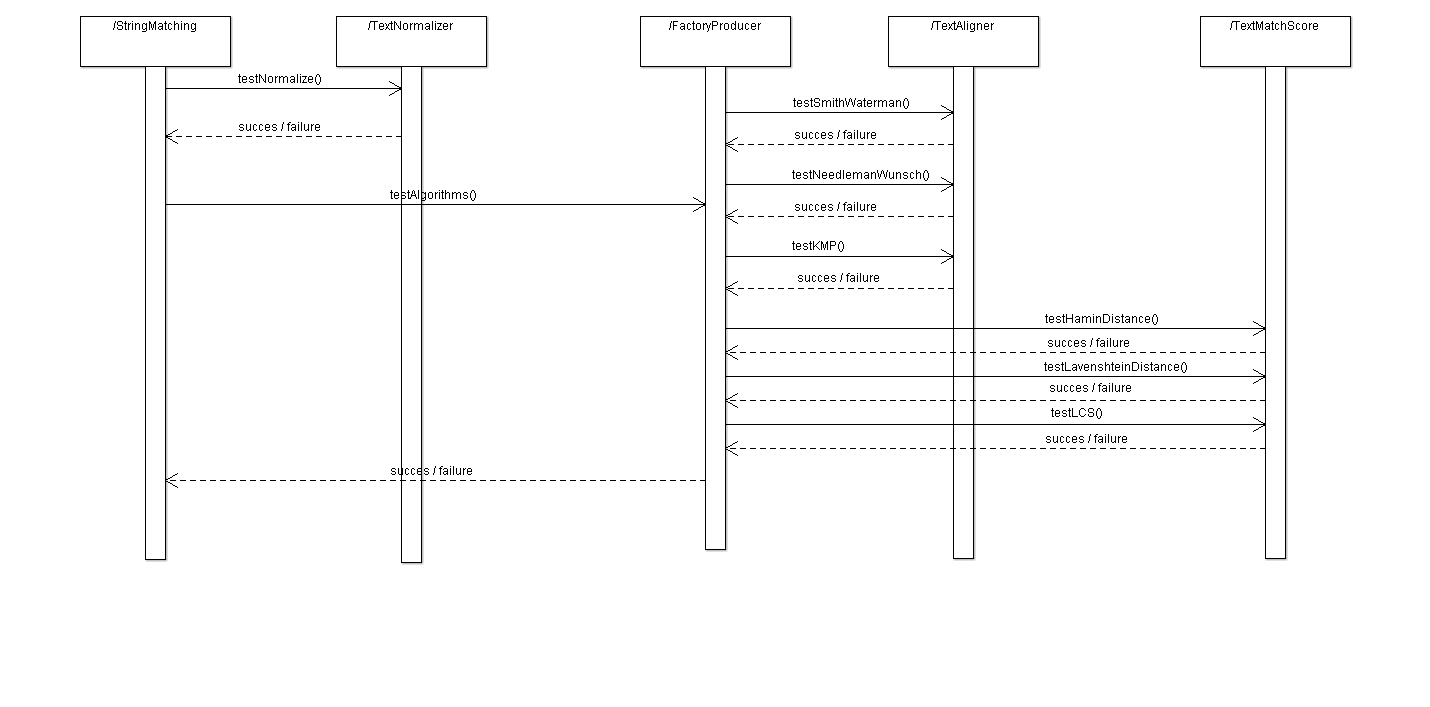 /StringMatching
/TextNormalizer
/FactoryProducer
/TextAligner
/TextMatchScore
testNormalize()
testSmithWaterman()
succes / failure
succes / failure
testNeedlemanWunsch()
testAlgorithms()
succes / failure
testKMP()
succes / failure
testHaminDistance()
succes / failure
testLavenshteinDistance()
succes / failure
testLCS()
succes / failure
succes / failure